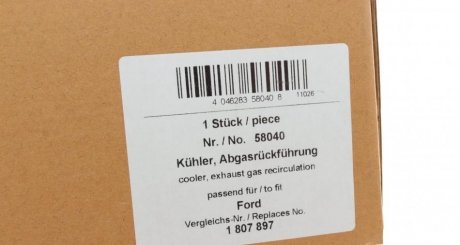 4 046283 58040 8 11026
1 Stück / piece
Nr. / No. 58040
Kühler, Abgasrückführung
cooler, exhaust gas recirculation
passend für / to fit
Ford
Vergleichs-Nr. / Replaces No.
1 807 897